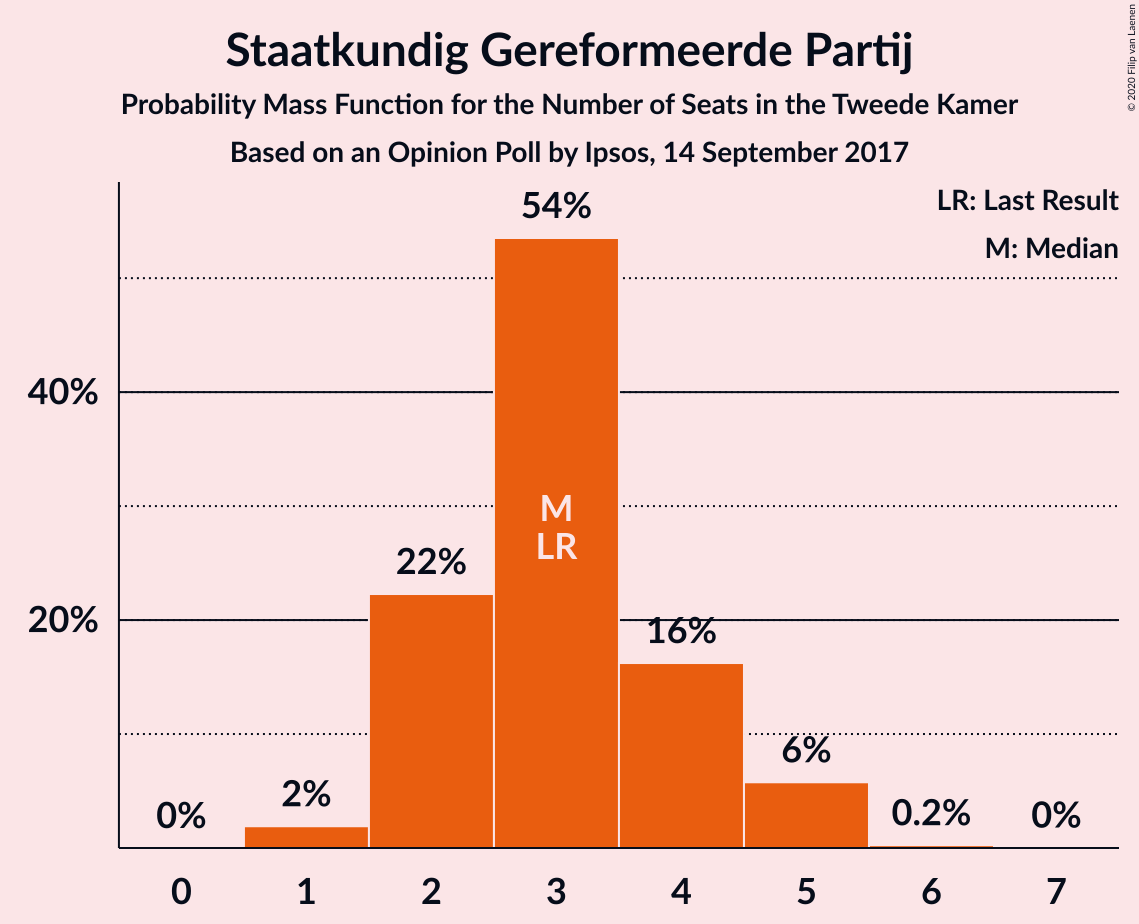 Staatkundig Gereformeerde Partij
Probability Mass Function for the Number of Seats in the Tweede Kamer
Based on an Opinion Poll by Ipsos, 14 September 2017
© 2020 Filip van Laenen
LR: Last Result
M: Median
54%
40%
M
LR
22%
20%
16%
6%
2%
0%
0.2%
0%
0 1 2 3 4 5 6 7